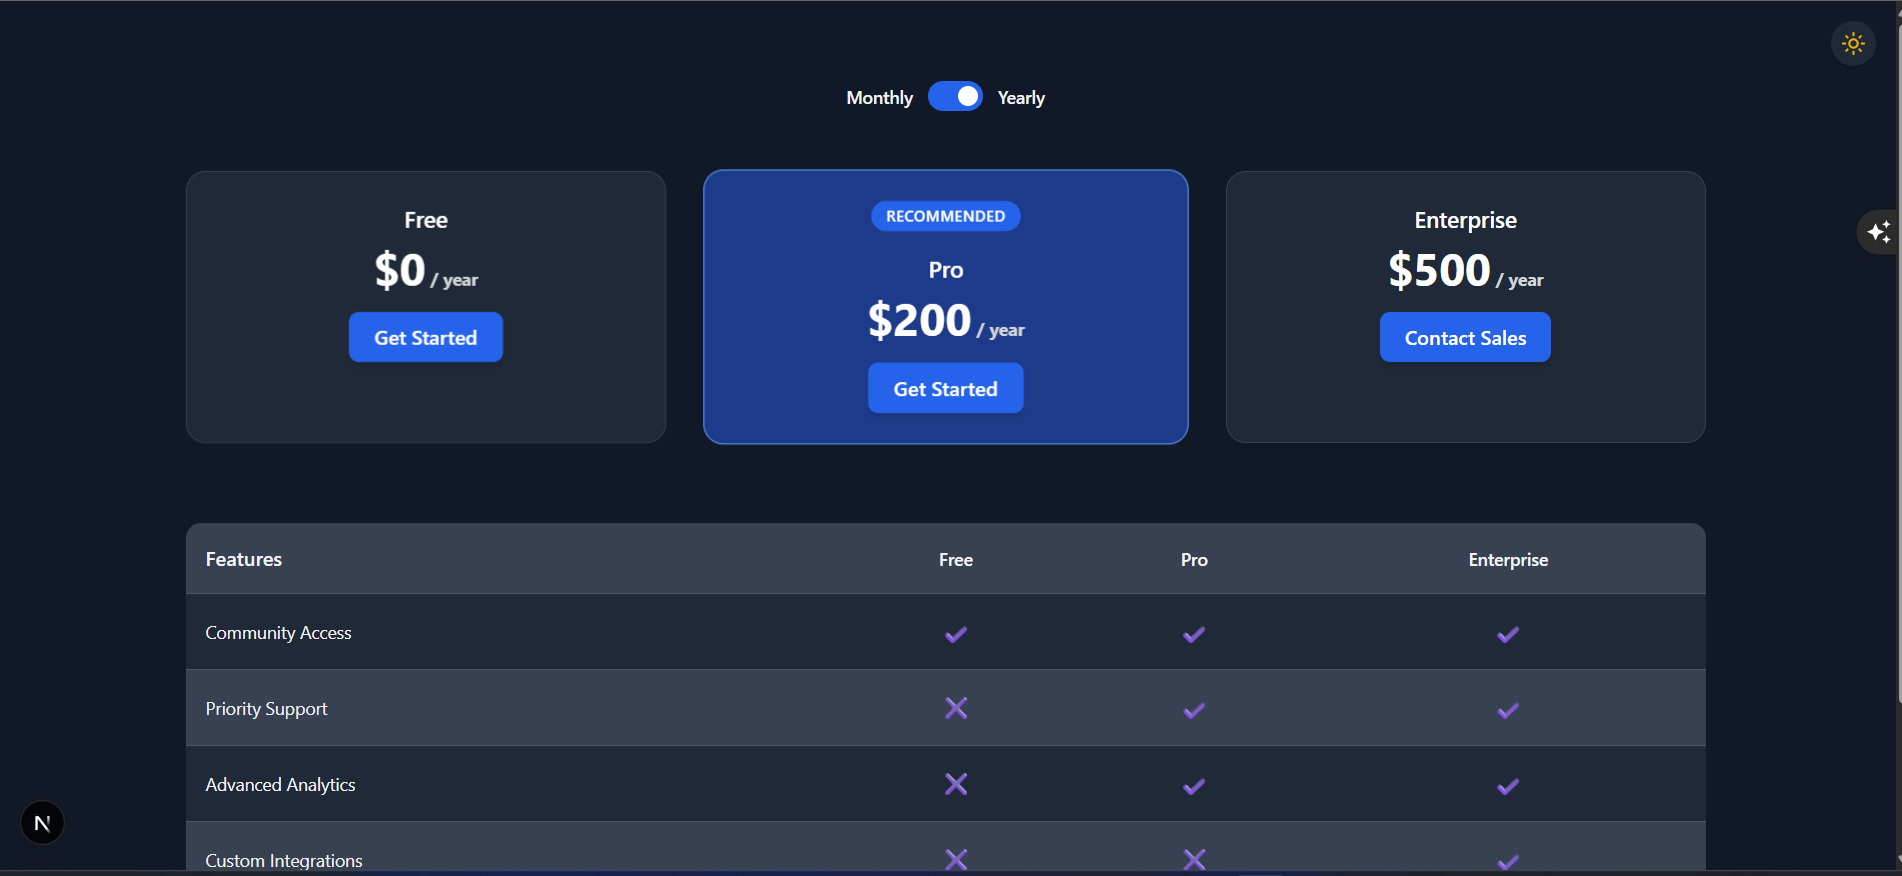 Monthly Yearly
Free
$0 / year
Get Started
RECOMMENDED
Pro
$200 / year
Get Started
Enterprise
$500 / year
Contact Sales
Features Free Pro Enterprise
Community Access
Priority Support
Advanced Analytics
Custom Integrations
N